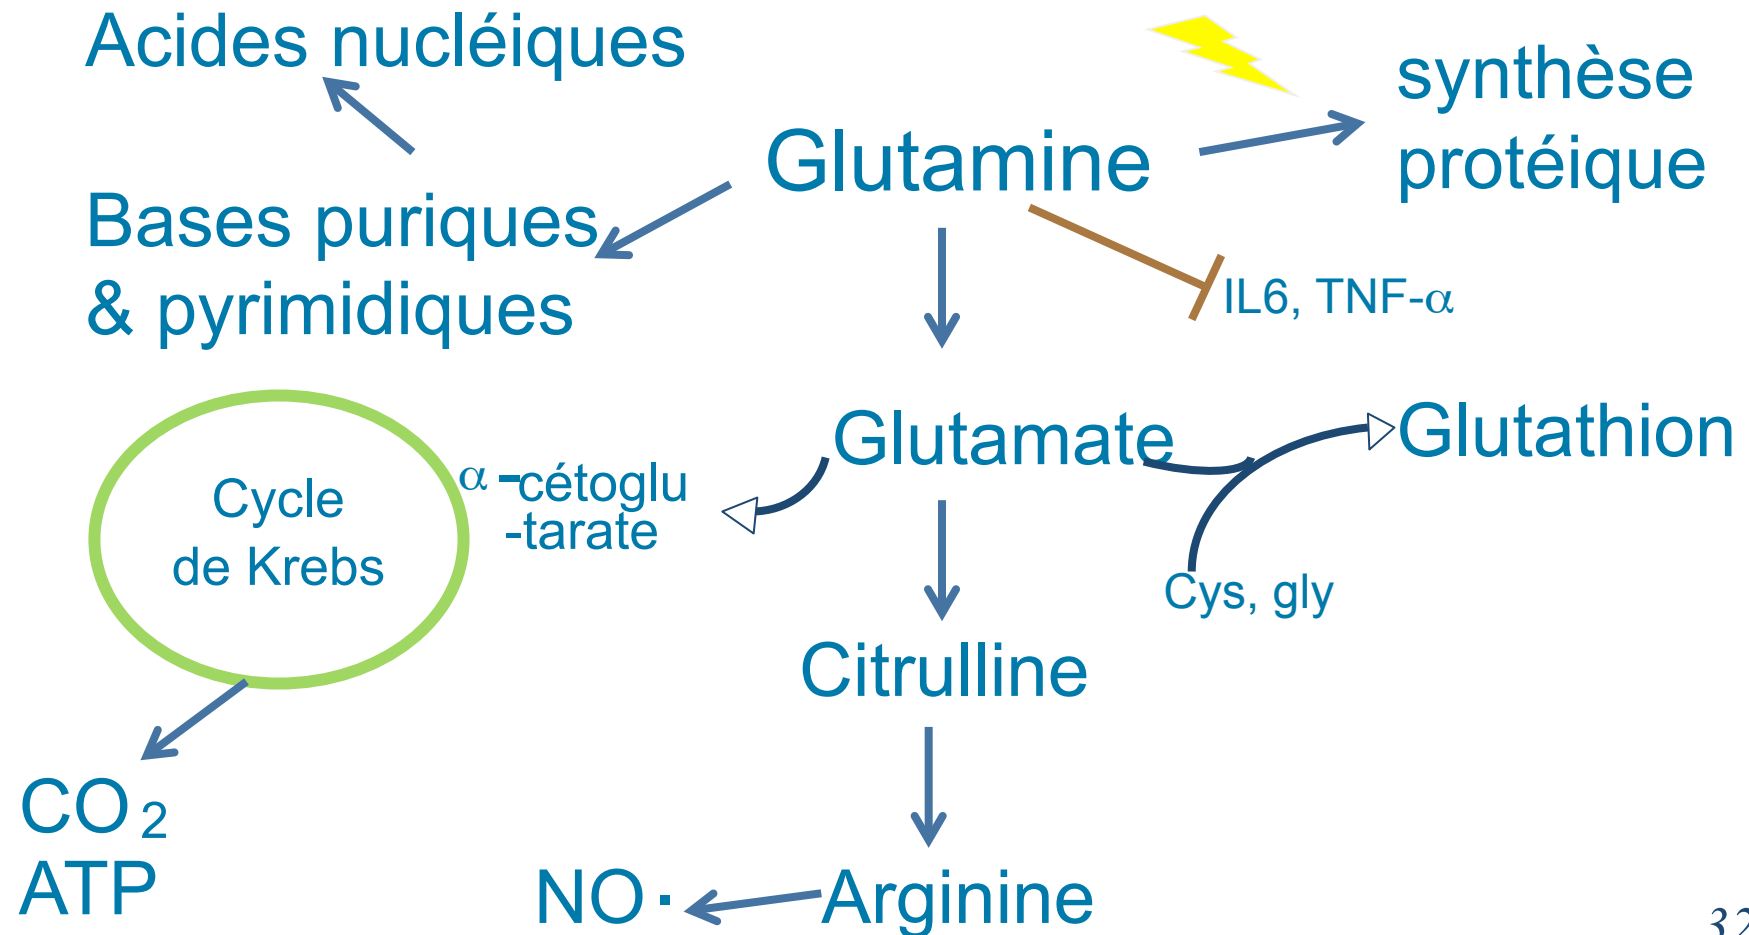 Acides nucléiques
synthèse
protéique
Glutamine
Bases puriques
& pyrimidiques
IL6, TNF-α
Glutamate
Glutathion
α -cétoglu
-tarate
Cycle
de Krebs
Cys, gly
Citrulline
CO2
ATP
NO·
Arginine
32